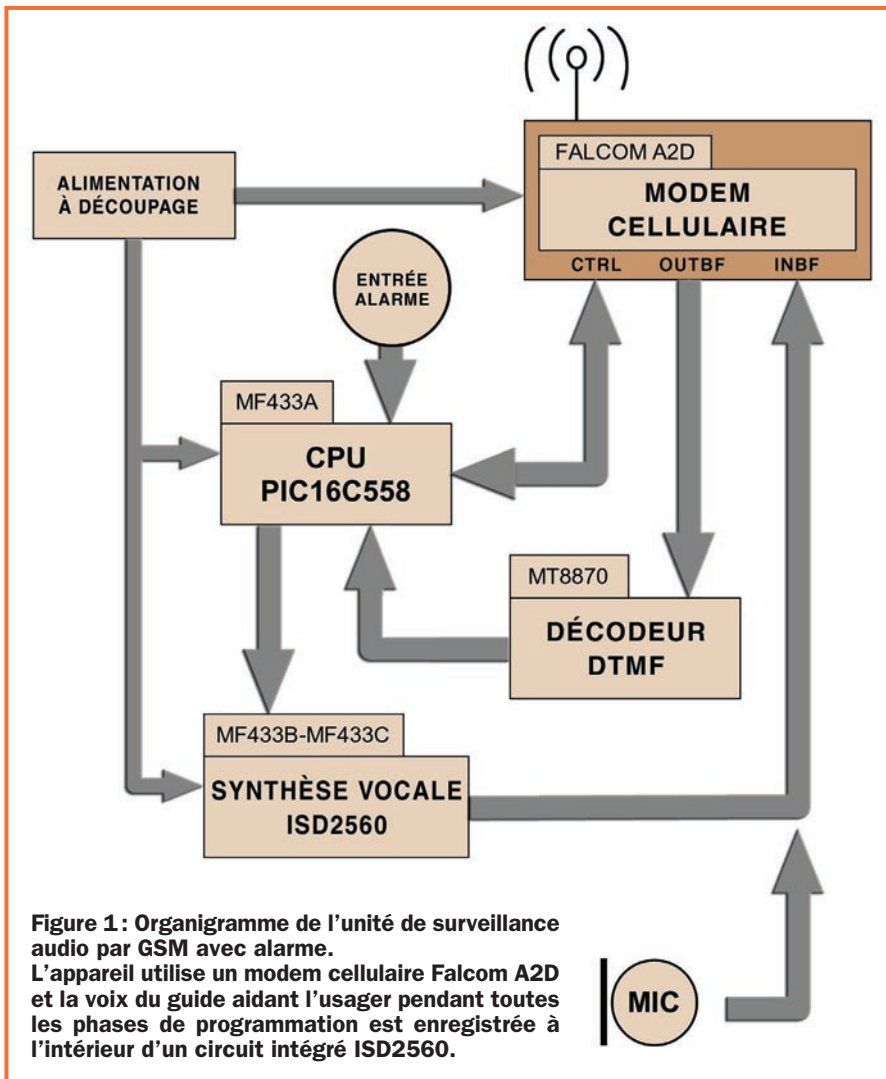 FALCOM A2D
MODEM
CELLULAIRE
CTRL OUTBF INBF
ALIMENTATION
À DÉCOUPAGE
ENTRÉE
ALARME
MF433A
CPU
PIC16C558
MT8870
DÉCODEUR
DTMF
MF433B-MF433C
SYNTHÈSE VOCALE
ISD2560
Figure 1: Organigramme de l’unité de surveillance
audio par GSM avec alarme.
L’appareil utilise un modem cellulaire Falcom A2D
et la voix du guide aidant l’usager pendant toutes
les phases de programmation est enregistrée à
l’intérieur d’un circuit intégré ISD2560.
MIC